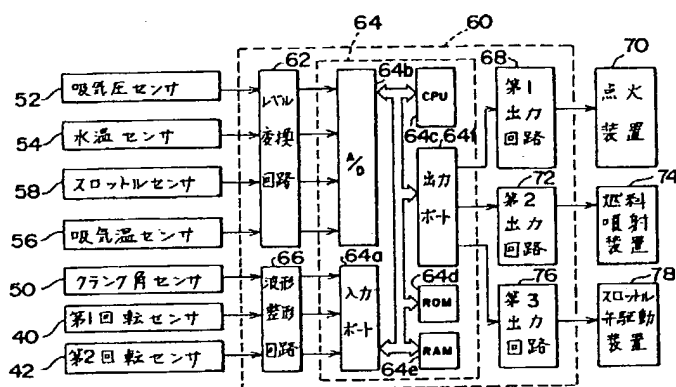 60
64
62
68
70
52
吸気圧センサ
54
水温センサ
58
スロットルセンサ
56
吸気温センサ
50
クランク角センサ
40
第1回転センサ
42
第2回転センサ
レベル
変換
回路
66
波形
整形
回路
A/D
64b
64a
入力
ポート
CPU
64c
64f
出力
ポート
64d
ROM
64e
RAM
第1
出力
回路
72
第2
出力
回路
76
第3
出力
回路
点火
装置
74
燃料
噴射
装置
78
スロットル
弁駆動
装置